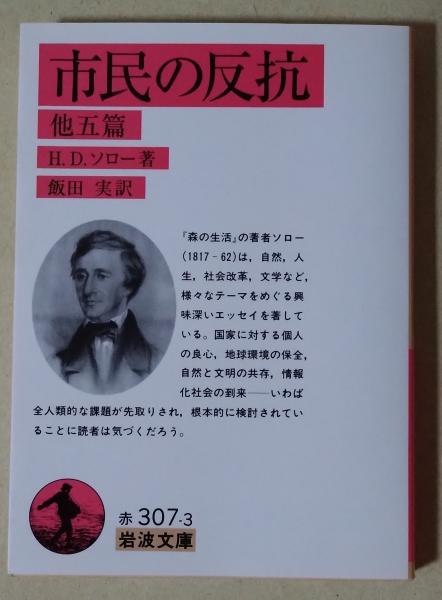 市民の反抗
他五篇
H.D.ソロー著
飯田 実訳
『森の生活』の著者ソロー
(1817‐62)は，自然，人
生，社会改革，文学など，
様々なテーマをめぐる興
味深いエッセイを著して
いる。国家に対する個人
の良心，地球環境の保全，
自然と文明の共存，情報
化社会の到来――いわば
全人類的な課題が先取りされ，根本的に検討されてい
ることに読者は気づくだろう。
赤 307-3
岩波文庫